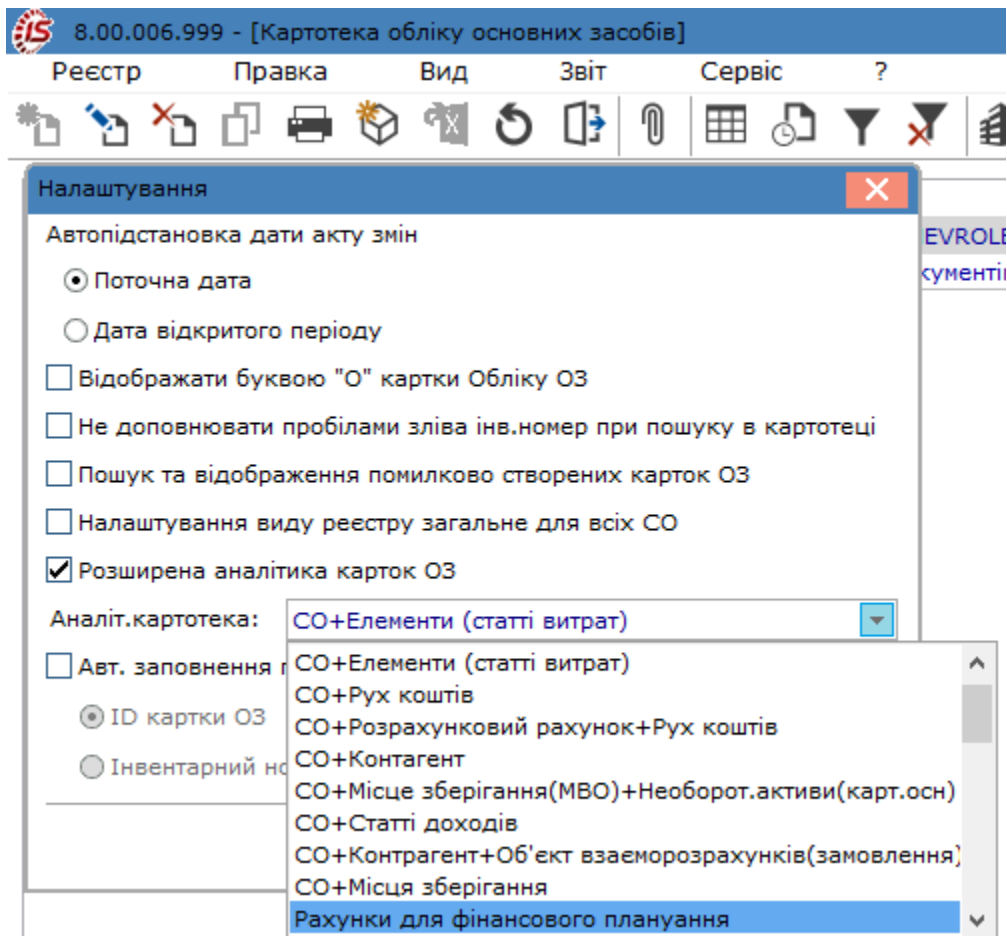 8.00.006.999 - [Картотека обліку основних засобів]
Реєстр Правка Вид Звіт Сервіс ?
Налаштування
Автопідстановка дати акту змін
EVROLE
Поточна дата
кументі
Дата відкритого періоду
Відображати буквою "О" картки Обліку ОЗ
Не доповнювати пробілами зліва інв.номер при пошуку в картотеці
Пошук та відображення помилково створених карток ОЗ
Налаштування виду реєстру загальне для всіх СО
Розширена аналітика карток ОЗ
Аналіт.картотека: СО+Елементи (статті витрат)
Авт. заповнення СО+Елементи (статті витрат)
СО+Рух коштів
ID картки ОЗ СО+Розрахунковий рахунок+Рух коштів
СО+Контагент
Інвентарний но СО+Місце зберігання(МВО)+Необорот.активи(карт.осн)
СО+Статті доходів
СО+Контрагент+Об'єкт взаєморозрахунків(замовлення)
СО+Місця зберігання
Рахунки для фінансового плануання